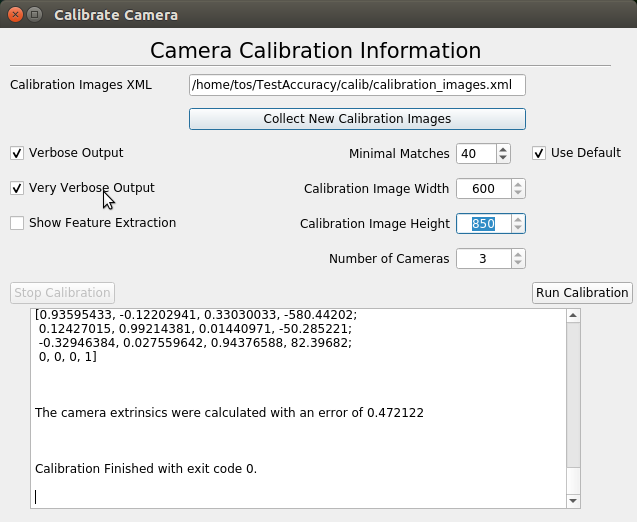 Calibrate Camera
Camera Calibration Information
Calibration Images XML /home/tos/TestAccuracy/calib/calibration_images.xml
Collect New Calibration Images
Verbose Output Minimal Matches 40 Use Default
Very Verbose Output Calibration Image Width 600
Show Feature Extraction Calibration Image Height 850
Number of Cameras 3
Stop Calibration Run Calibration
[0.93595433, -0.12202941, 0.33030033, -580.44202;
0.12427015, 0.99214381, 0.01440971, -50.285221;
-0.32946384, 0.027559642, 0.94376588, 82.39682;
0, 0, 0, 1]
The camera extrinsics were calculated with an error of 0.472122
Calibration Finished with exit code 0.